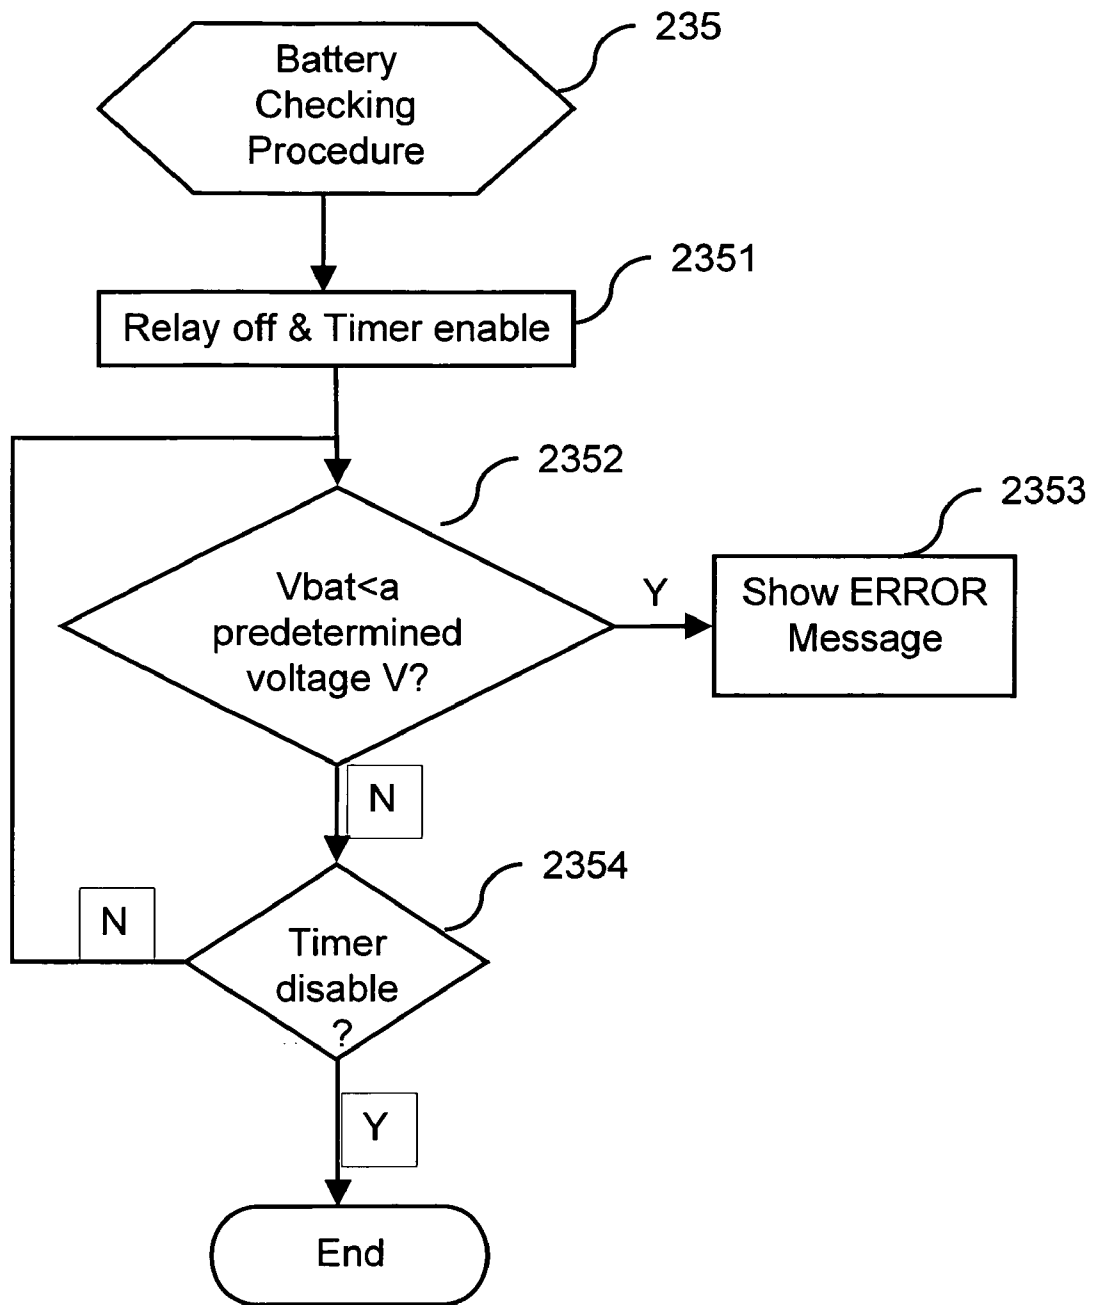 235
Battery
Checking
Procedure
2351
Relay off & Timer enable
2352
2353
Vbat<a
predetermined
voltage V?
Y
Show ERROR
Message
N
2354
N
Timer
disable
?
Y
End